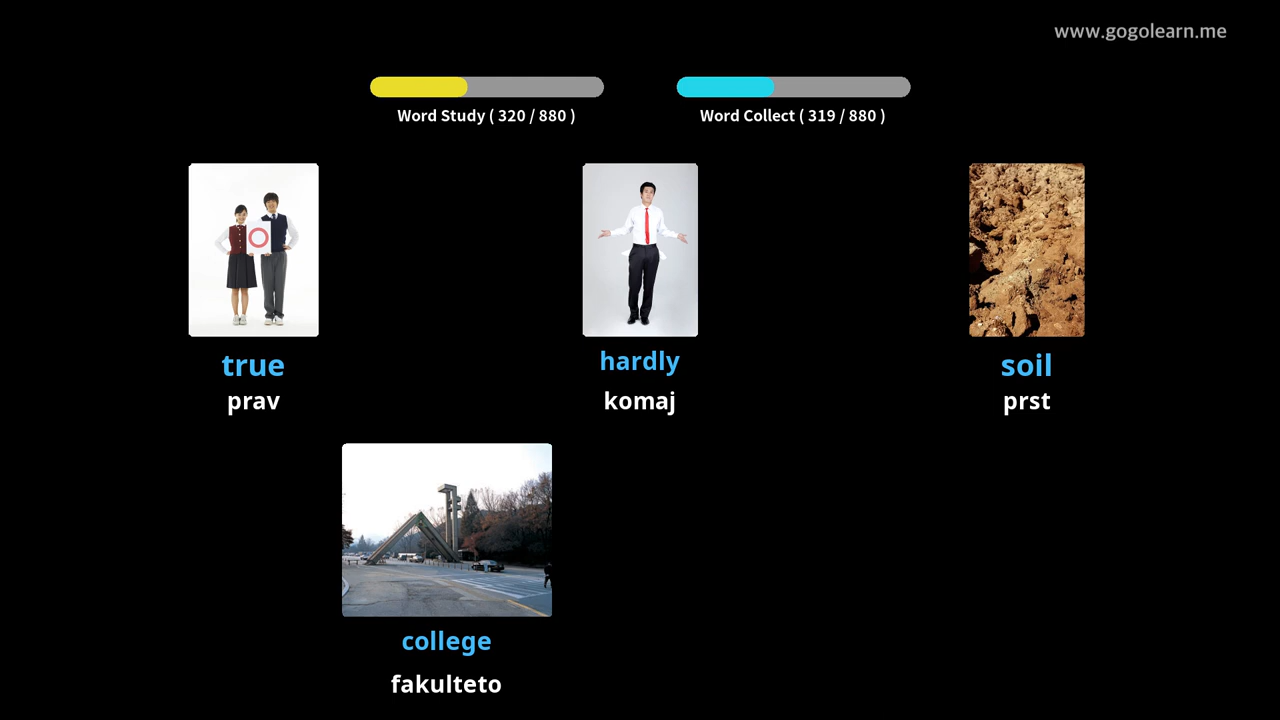 www.gogolearn.me
Word Study ( 320 / 880 )
Word Collect ( 319 / 880 )
true
prav
hardly
komaj
soil
prst
college
fakulteto